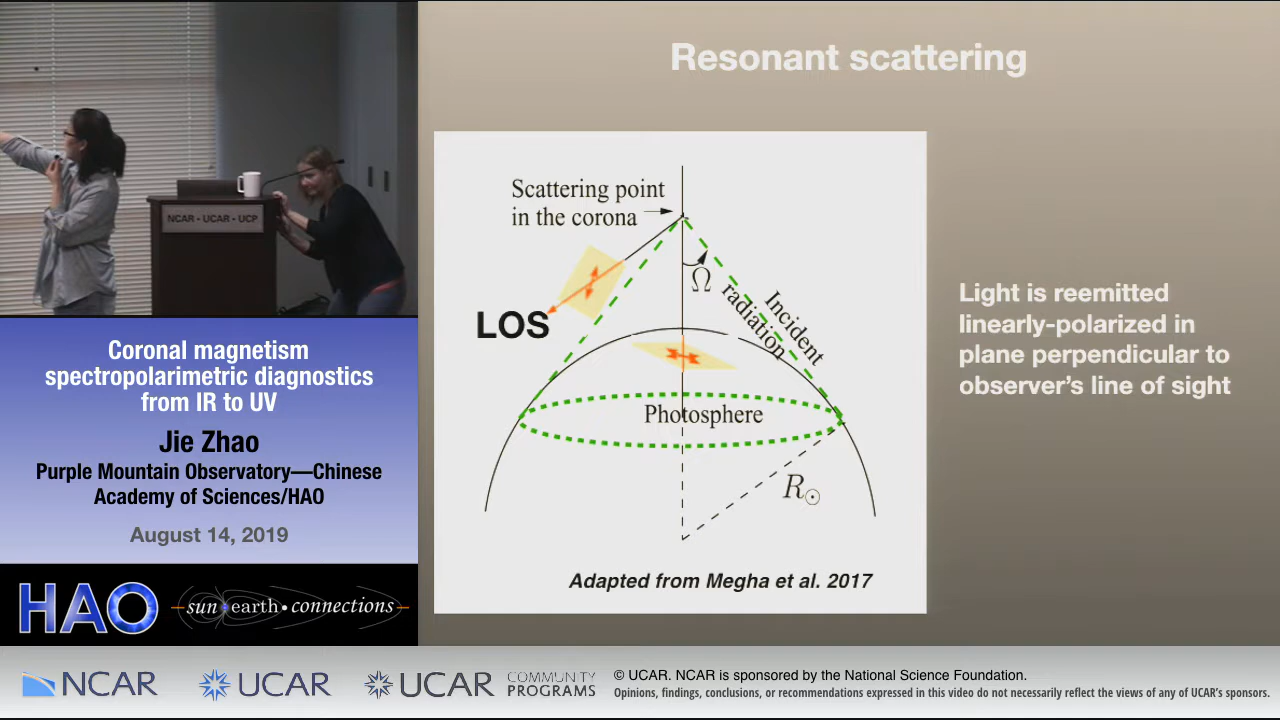 Resonant scattering
Scattering point
in the corona
Ω
Incident
radiation
LOS
Photosphere
R☉
Adapted from Megha et al. 2017
Light is reemitted
linearly-polarized in
plane perpendicular to
observer's line of sight
NCAR - UCAR - UCP
Coronal magnetism
spectropolarimetric diagnostics
from IR to UV
Jie Zhao
Purple Mountain Observatory—Chinese
Academy of Sciences/HAO
August 14, 2019
HAO
sun•earth•connections
NCAR
UCAR
UCAR
COMMUNITY
PROGRAMS
© UCAR. NCAR is sponsored by the National Science Foundation.
Opinions, findings, conclusions, or recommendations expressed in this video do not necessarily reflect the views of any of UCAR's sponsors.